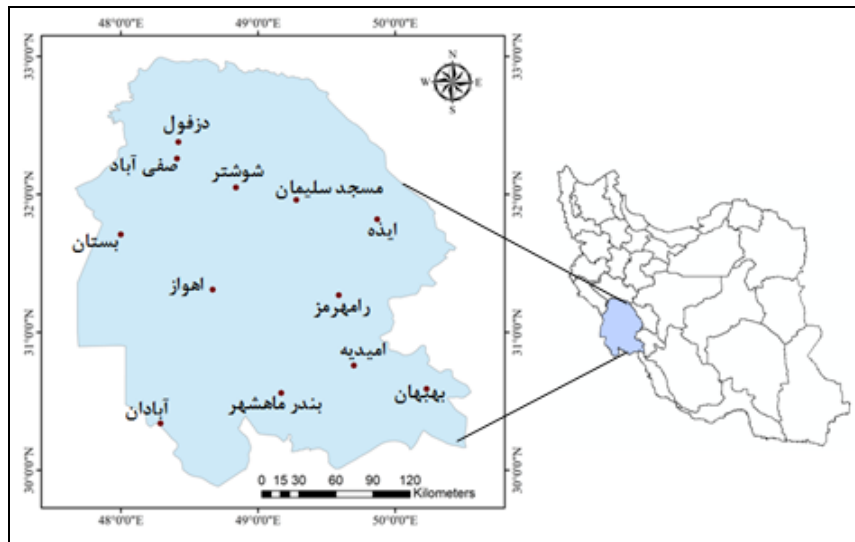 48°0'0"E 49°0'0"E 50°0'0"E
33°0'0"N 33°0'0"N
N
W E
S
دزفول
صفی آباد
شوشتر
مسجد سلیمان
32°0'0"N 32°0'0"N
ایذه
بستان
اهواز
رامهرمز
31°0'0"N 31°0'0"N
امیدیه
بهبهان
بندر ماهشهر
آبادان
30°0'0"N 30°0'0"N
0 15 30 60 90 120
Kilometers
48°0'0"E 49°0'0"E 50°0'0"E